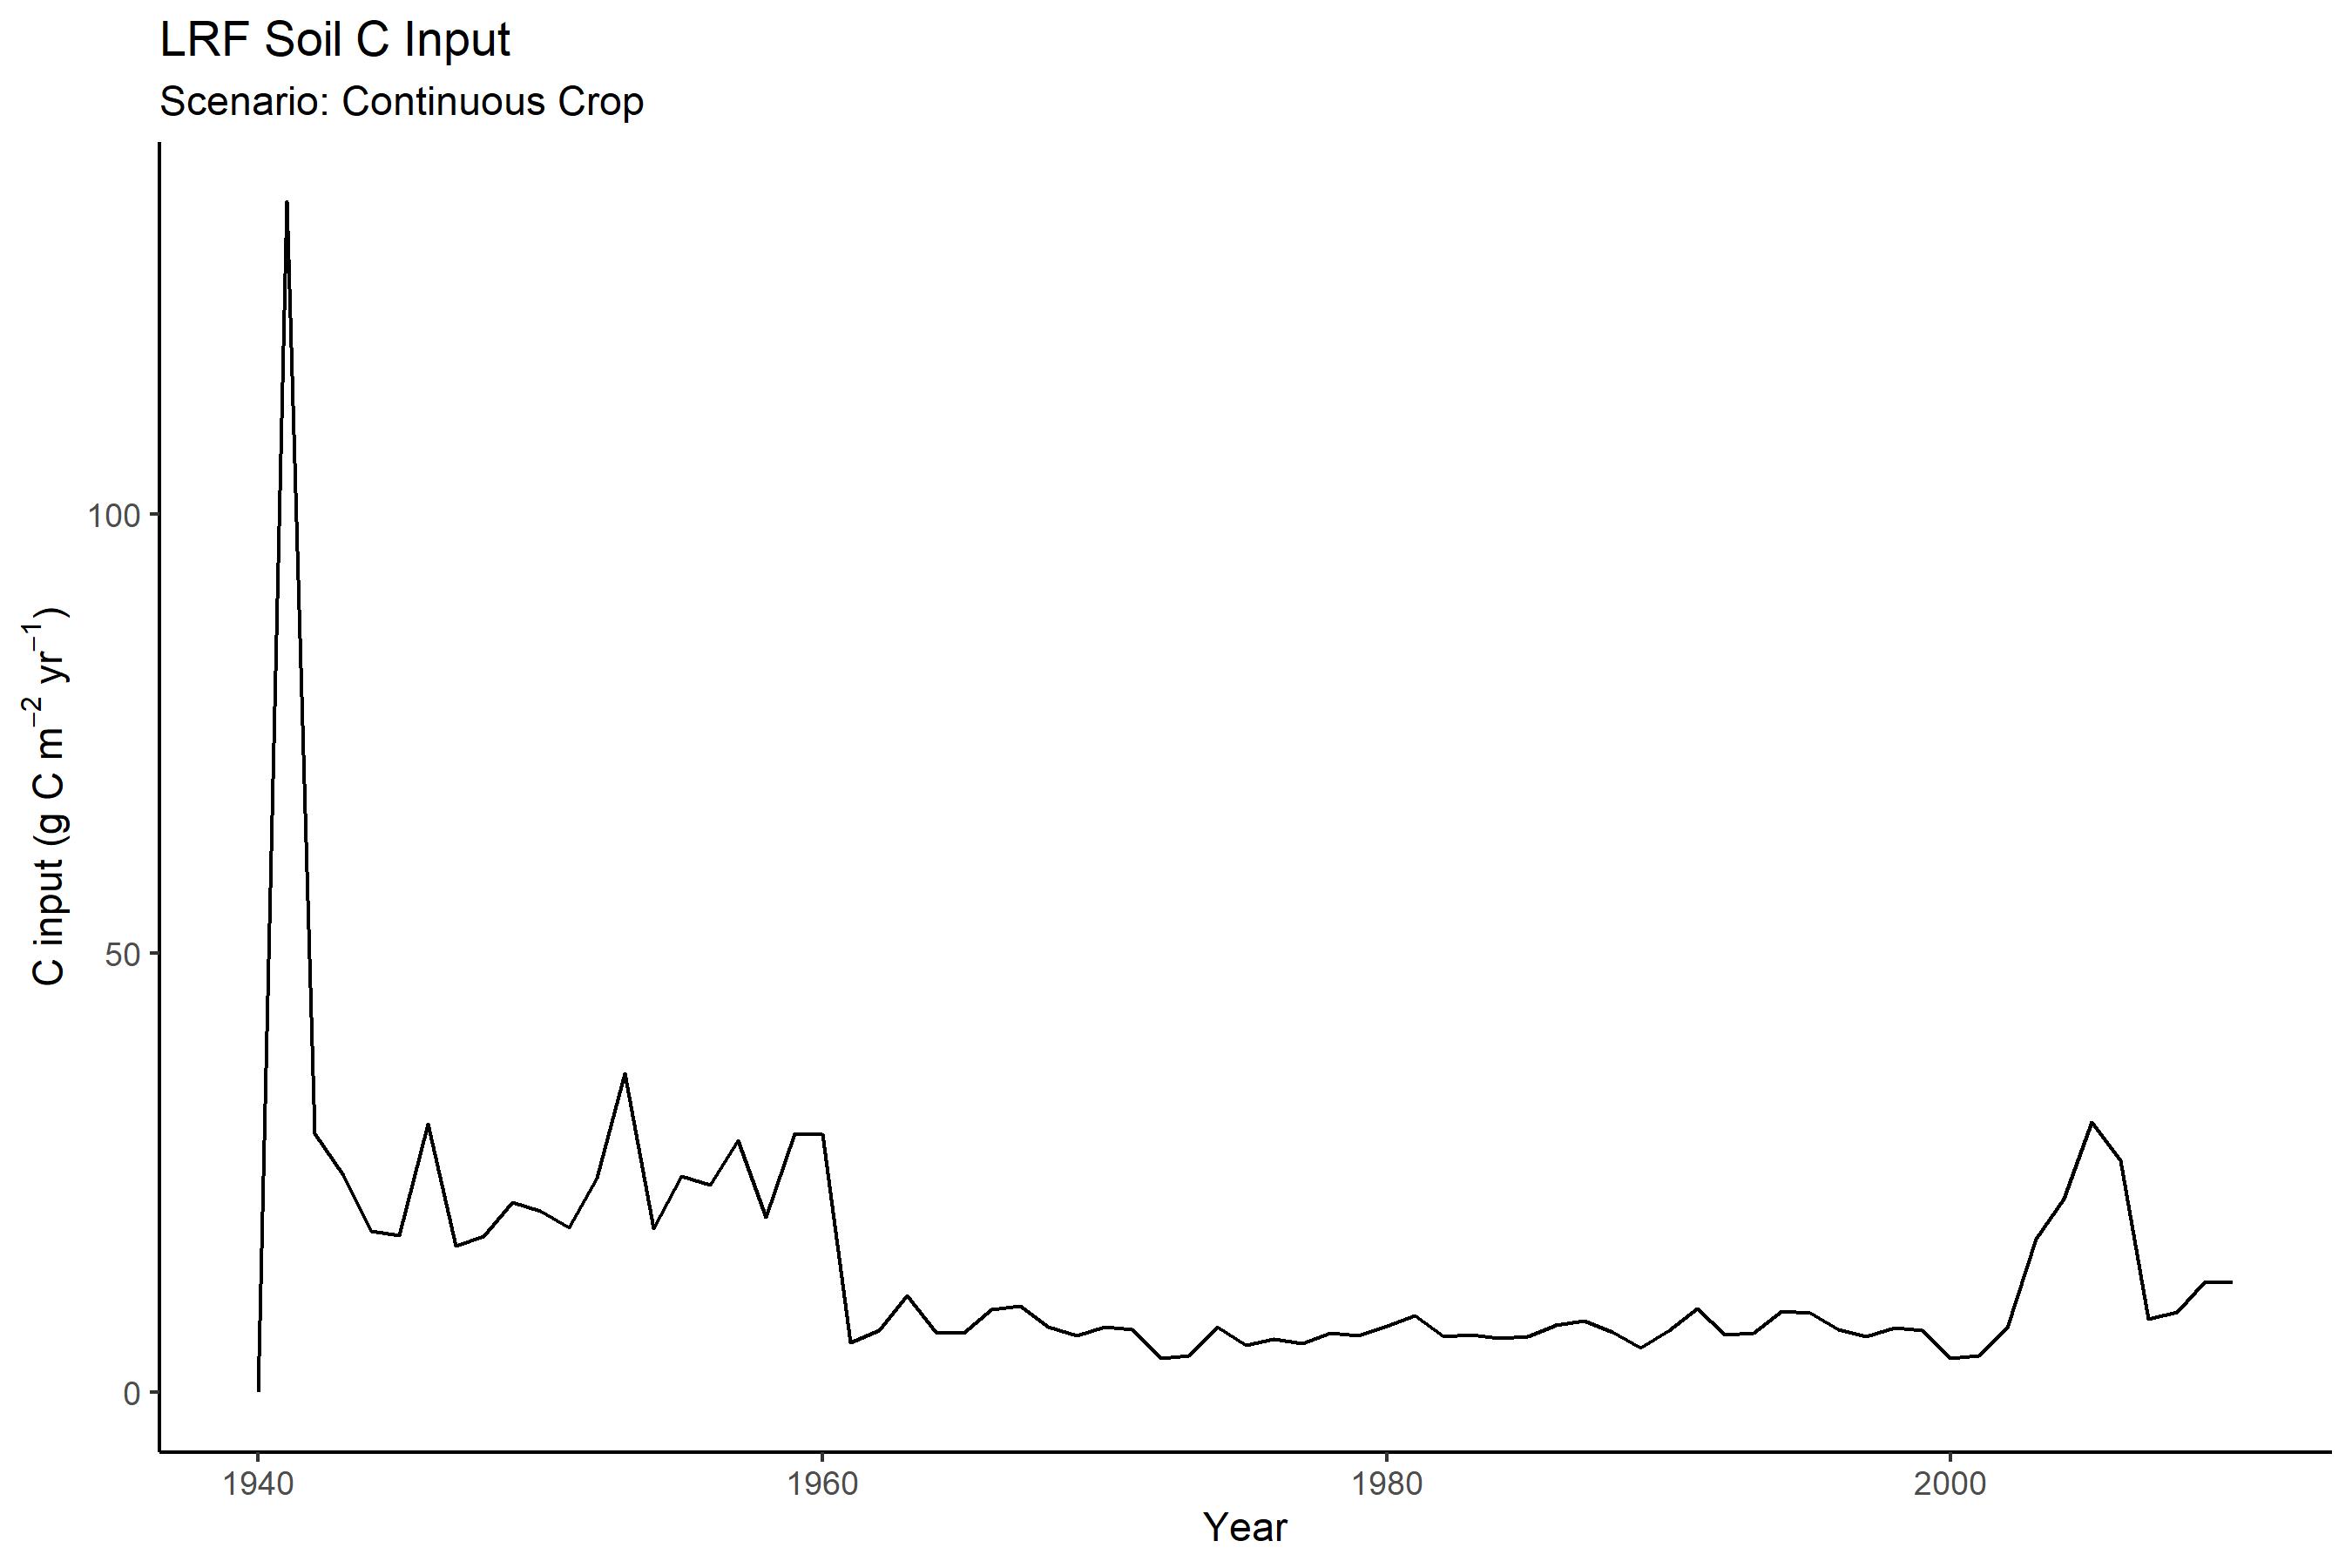 LRF Soil C Input
Scenario: Continuous Crop
C input (g C m⁻² yr⁻¹)
100
50
0
1940 1960 1980 2000
Year